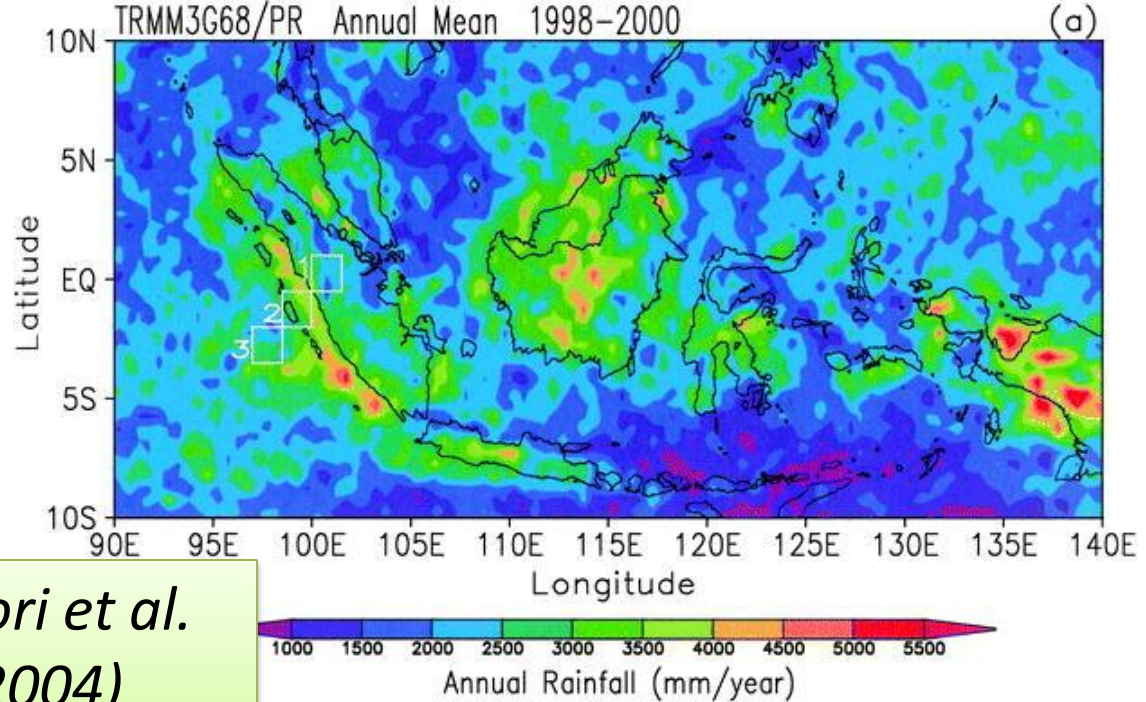 TRMM3G68/PR Annual Mean 1998-2000 (a)
10N
5N
EQ
5S
10S
Latitude
1
2
3
90E 95E 100E 105E 110E 115E 120E 125E 130E 135E 140E
Longitude
1000 1500 2000 2500 3000 3500 4000 4500 5000 5500
Annual Rainfall (mm/year)
ori et al.
2004)